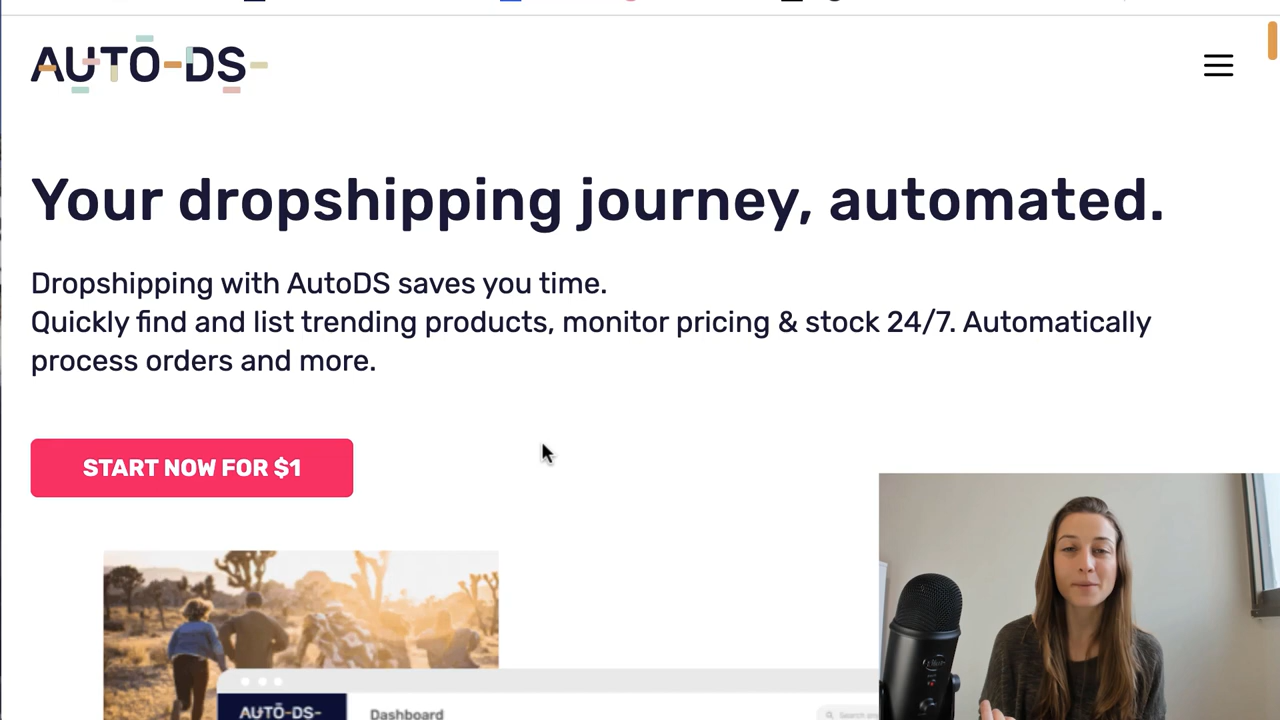 AUTO-DS-
Your dropshipping journey, automated.
Dropshipping with AutoDS saves you time.
Quickly find and list trending products, monitor pricing & stock 24/7. Automatically
process orders and more.
START NOW FOR $1
AUTO-DS-
Dashboard
Search